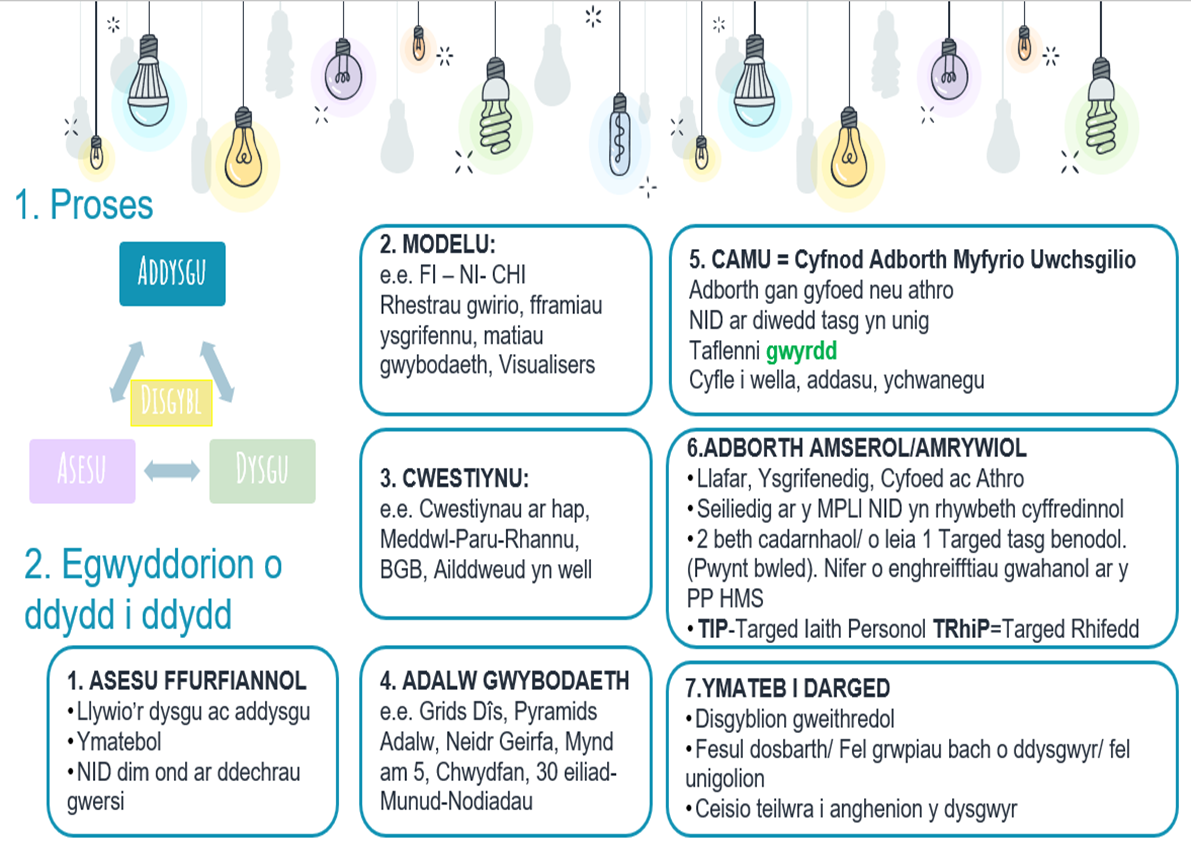 1. Proses
ADDYSGU
DISGYBL
ASESU
DYSGU
2. Egwyddorion o
ddydd i ddydd
1. ASESU FFURFIANNOL
•Llywio'r dysgu ac addysgu
•Ymatebol
•NID dim ond ar ddechrau
gwersi
2. MODELU:
e.e. FI – NI- CHI
Rhestrau gwirio, fframiau
ysgrifennu, matiau
gwybodaeth, Visualisers
3. CWESTIYNU:
e.e. Cwestiynau ar hap,
Meddwl-Paru-Rhannu,
BGB, Ailddweud yn well
4. ADALW GWYBODAETH
e.e. Grids Dîs, Pyramids
Adalw, Neidr Geirfa, Mynd
am 5, Chwydfan, 30 eiliad-
Munud-Nodiadau
5. CAMU = Cyfnod Adborth Myfyrio Uwchsgilio
Adborth gan gyfoed neu athro
NID ar diwedd tasg yn unig
Taflenni gwyrdd
Cyfle i wella, addasu, ychwanegu
6.ADBORTH AMSEROL/AMRYWIOL
•Llafar, Ysgrifenedig, Cyfoed ac Athro
•Seiliedig ar y MPLl NID yn rhywbeth cyffredinnol
•2 beth cadarnhaol/ o leia 1 Targed tasg benodol.
(Pwynt bwled). Nifer o enghreifftiau gwahanol ar y
PP HMS
•TIP-Targed Iaith Personol TRhiP=Targed Rhifedd
7.YMATEB I DARGED
•Disgyblion gweithredol
•Fesul dosbarth/ Fel grwpiau bach o ddysgwyr/ fel
unigolion
•Ceisio teilwra i anghenion y dysgwyr